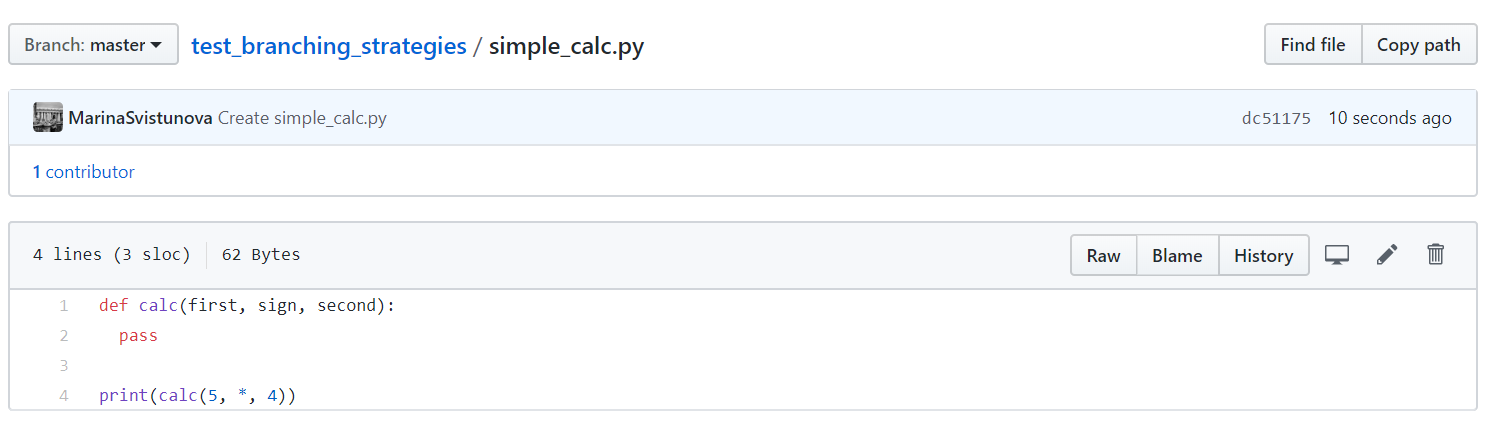 Branch: master test_branching_strategies / simple_calc.py Find file Copy path
MarinaSvistunova Create simple_calc.py dc51175 10 seconds ago
1 contributor
4 lines (3 sloc) 62 Bytes Raw Blame History
1 def calc(first, sign, second):
2 pass
3
4 print(calc(5, *, 4))